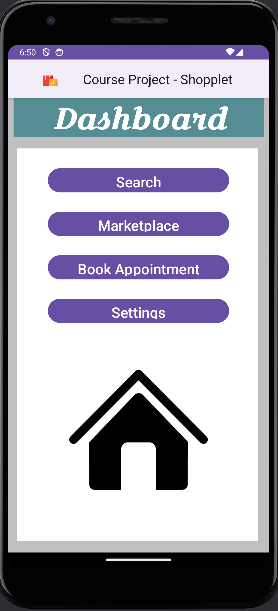 6:50
Course Project - Shopplet
Dashboard
Search
Marketplace
Book Appointment
Settings